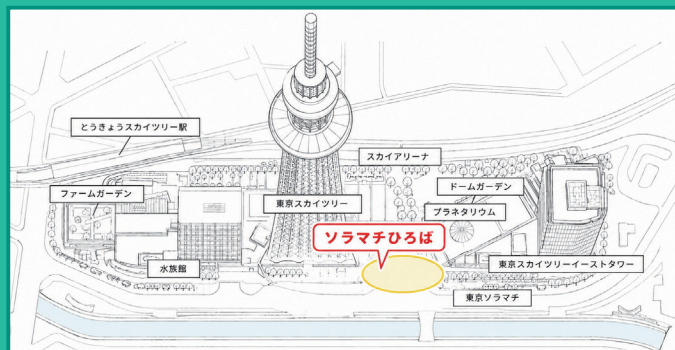 とうきょうスカイツリー駅
スカイアリーナ
ファームガーデン
ドームガーデン
東京スカイツリー
プラネタリウム
ソラマチひろば
水族館
東京スカイツリーイーストタワー
東京ソラマチ